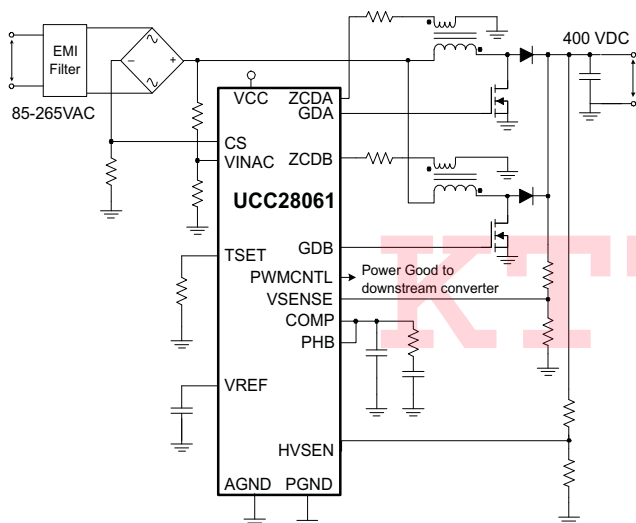 EMI
Filter
85-265VAC
400 VDC
VCC
ZCDA
GDA
CS
VINAC
ZCDB
UCC28061
TSET
GDB
PWMCNTL
Power Good to
downstream converter
VSENSE
COMP
PHB
VREF
HVSEN
AGND
PGND
KT